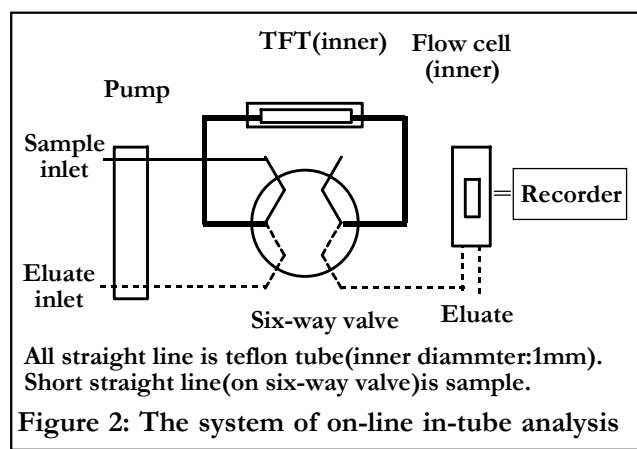 TFT(inner)
Flow cell
(inner)
Pump
Sample
inlet
Recorder
Eluate
inlet
Six-way valve
Eluate
All straight line is teflon tube(inner diammter:1mm).
Short straight line(on six-way valve)is sample.
Figure 2: The system of on-line in-tube analysis